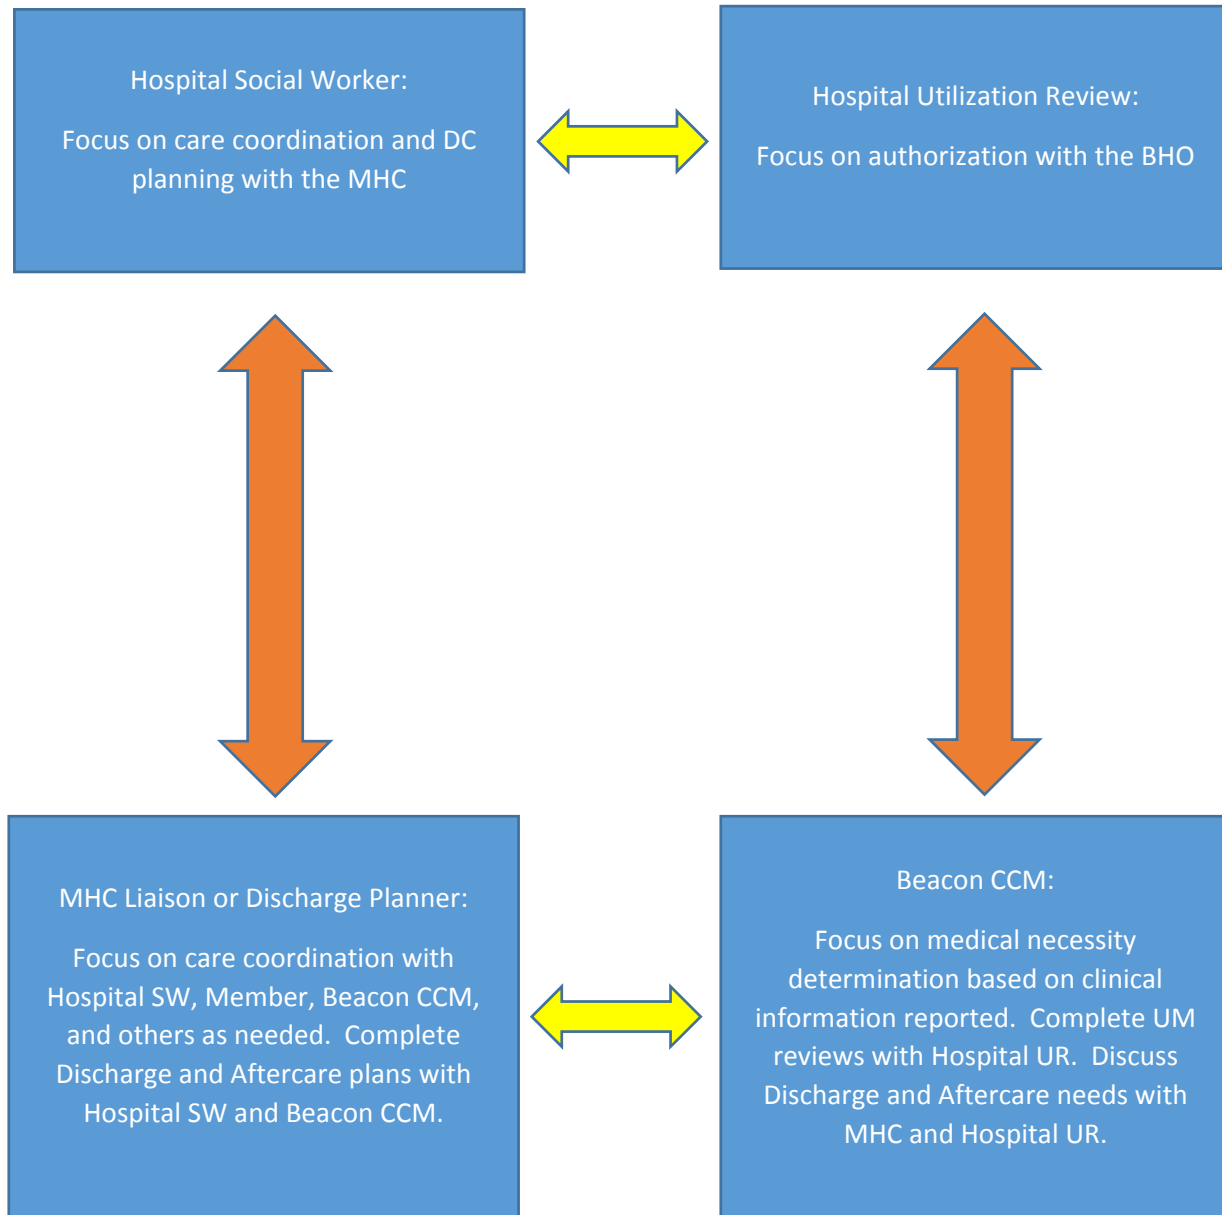 Hospital Social Worker:
Focus on care coordination and DC
planning with the MHC
Hospital Utilization Review:
Focus on authorization with the BHO
MHC Liaison or Discharge Planner:
Focus on care coordination with
Hospital SW, Member, Beacon CCM,
and others as needed.  Complete
Discharge and Aftercare plans with
Hospital SW and Beacon CCM.
Beacon CCM:
Focus on medical necessity
determination based on clinical
information reported.  Complete UM
reviews with Hospital UR.  Discuss
Discharge and Aftercare needs with
MHC and Hospital UR.